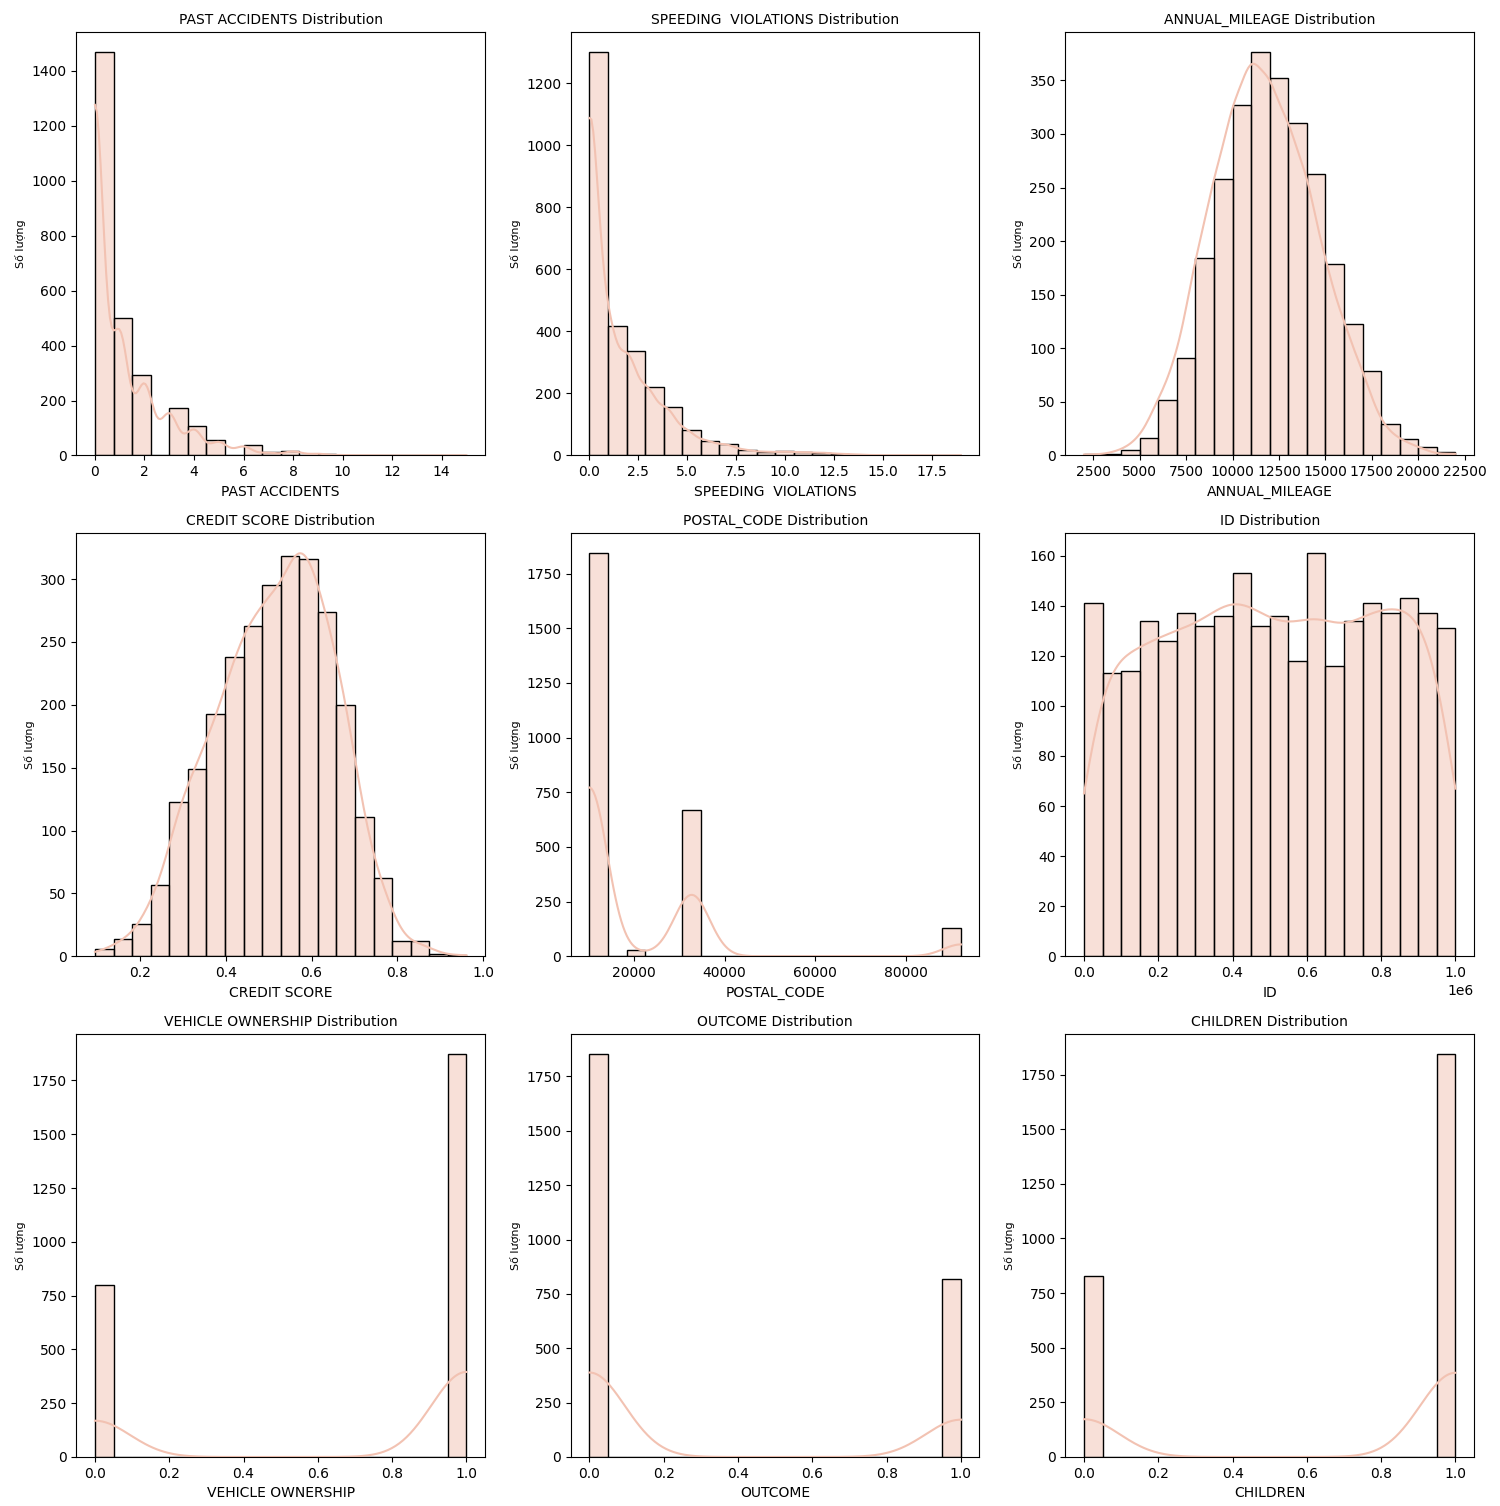 PAST ACCIDENTS Distribution
1400
1200
1000
800
600
400
200
0
Số lượng
0 2 4 6 8 10 12 14
PAST ACCIDENTS
SPEEDING  VIOLATIONS Distribution
1200
1000
800
600
400
200
0
Số lượng
0.0 2.5 5.0 7.5 10.0 12.5 15.0 17.5
SPEEDING  VIOLATIONS
ANNUAL_MILEAGE Distribution
350
300
250
200
150
100
50
0
Số lượng
2500 5000 7500 10000 12500 15000 17500 20000 22500
ANNUAL_MILEAGE
CREDIT SCORE Distribution
300
250
200
150
100
50
0
Số lượng
0.2 0.4 0.6 0.8 1.0
CREDIT SCORE
POSTAL_CODE Distribution
1750
1500
1250
1000
750
500
250
0
Số lượng
20000 40000 60000 80000
POSTAL_CODE
ID Distribution
160
140
120
100
80
60
40
20
0
Số lượng
0.0 0.2 0.4 0.6 0.8 1.0
1e6
ID
VEHICLE OWNERSHIP Distribution
1750
1500
1250
1000
750
500
250
0
Số lượng
0.0 0.2 0.4 0.6 0.8 1.0
VEHICLE OWNERSHIP
OUTCOME Distribution
1750
1500
1250
1000
750
500
250
0
Số lượng
0.0 0.2 0.4 0.6 0.8 1.0
OUTCOME
CHILDREN Distribution
1750
1500
1250
1000
750
500
250
0
Số lượng
0.0 0.2 0.4 0.6 0.8 1.0
CHILDREN